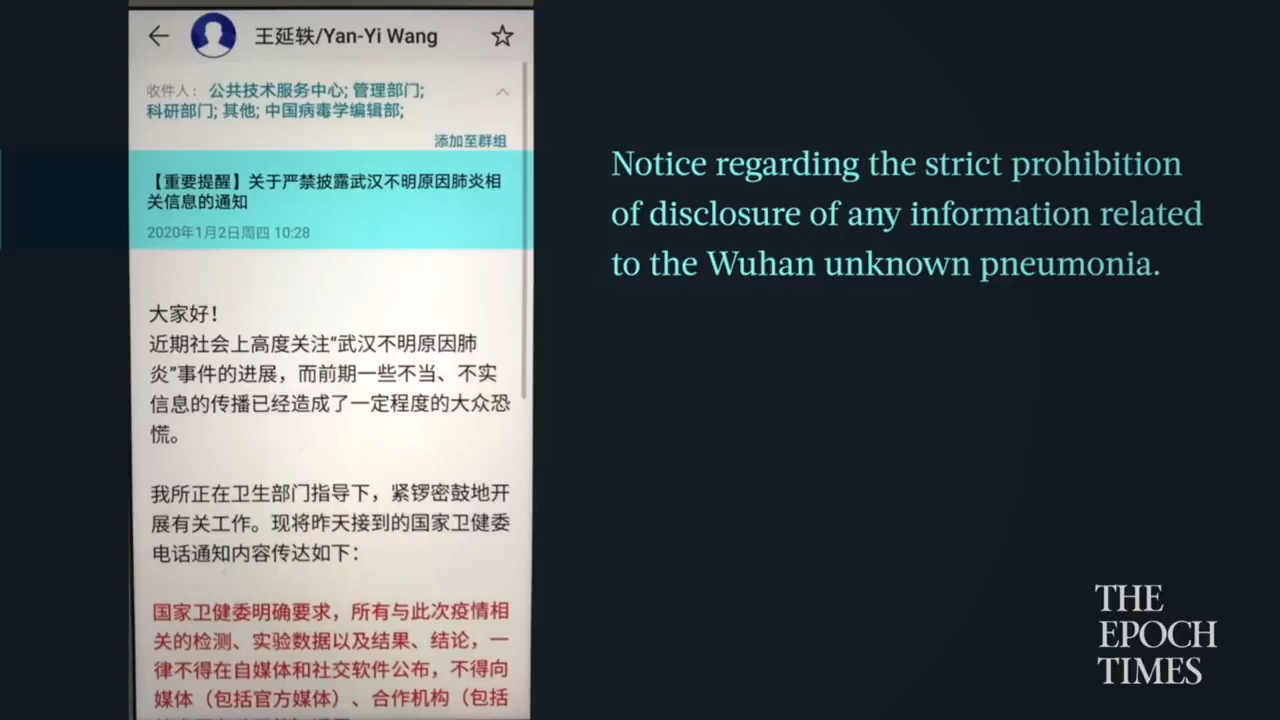 王延轶/Yan-Yi Wang
收件人： 公共技术服务中心; 管理部门;
科研部门; 其他; 中国病毒学编辑部;
添加至群组
【重要提醒】关于严禁披露武汉不明原因肺炎相
关信息的通知
2020年1月2日周四 10:28
大家好！
近期社会上高度关注“武汉不明原因肺
炎”事件的进展，而前期一些不当、不实
信息的传播已经造成了一定程度的大众恐
慌。
我所正在卫生部门指导下，紧锣密鼓地开
展有关工作。现将昨天接到的国家卫健委
电话通知内容传达如下：
国家卫健委明确要求，所有与此次疫情相
关的检测、实验数据以及结果、结论，一
律不得在自媒体和社交软件公布，不得向
媒体（包括官方媒体）、合作机构（包括
Notice regarding the strict prohibition
of disclosure of any information related
to the Wuhan unknown pneumonia.
THE
EPOCH
TIMES